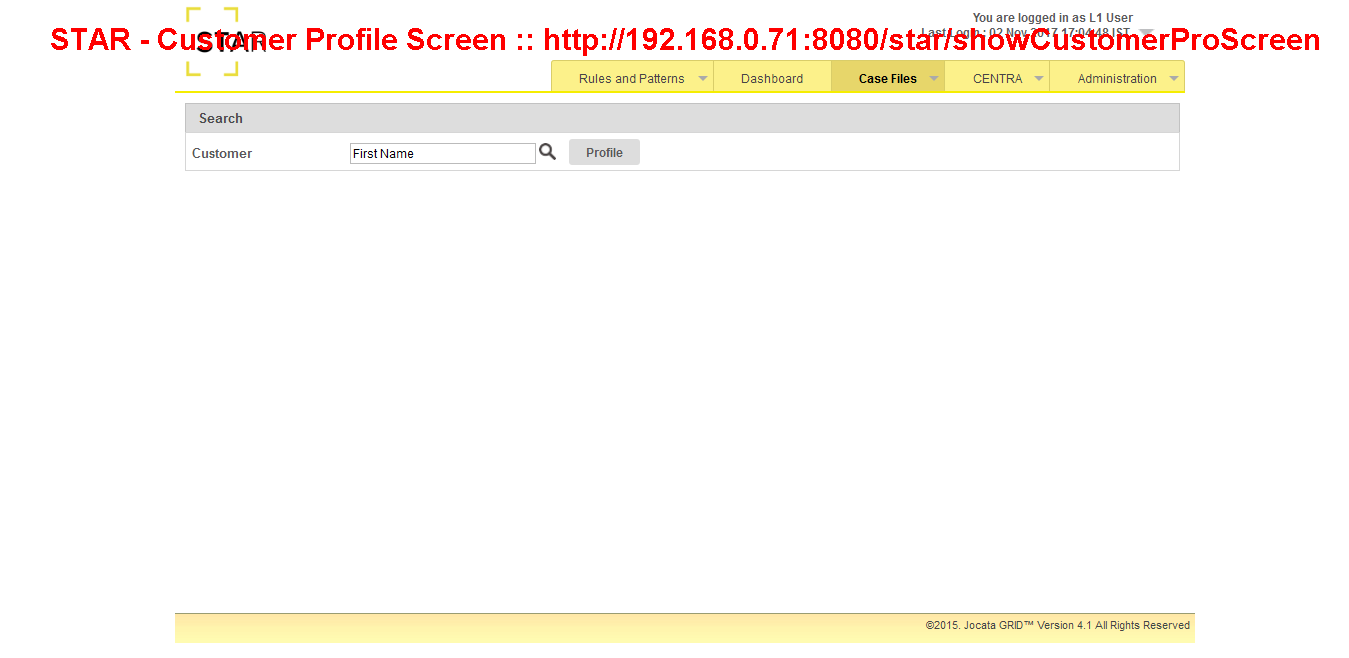 You are logged in as L1 User
Last Login : 02 Nov 2017 17:04:48 IST
STAR
STAR - Customer Profile Screen :: http://192.168.0.71:8080/star/showCustomerProScreen
Rules and Patterns Dashboard Case Files CENTRA Administration
Search
Customer First Name Profile
©2015. Jocata GRID™ Version 4.1 All Rights Reserved